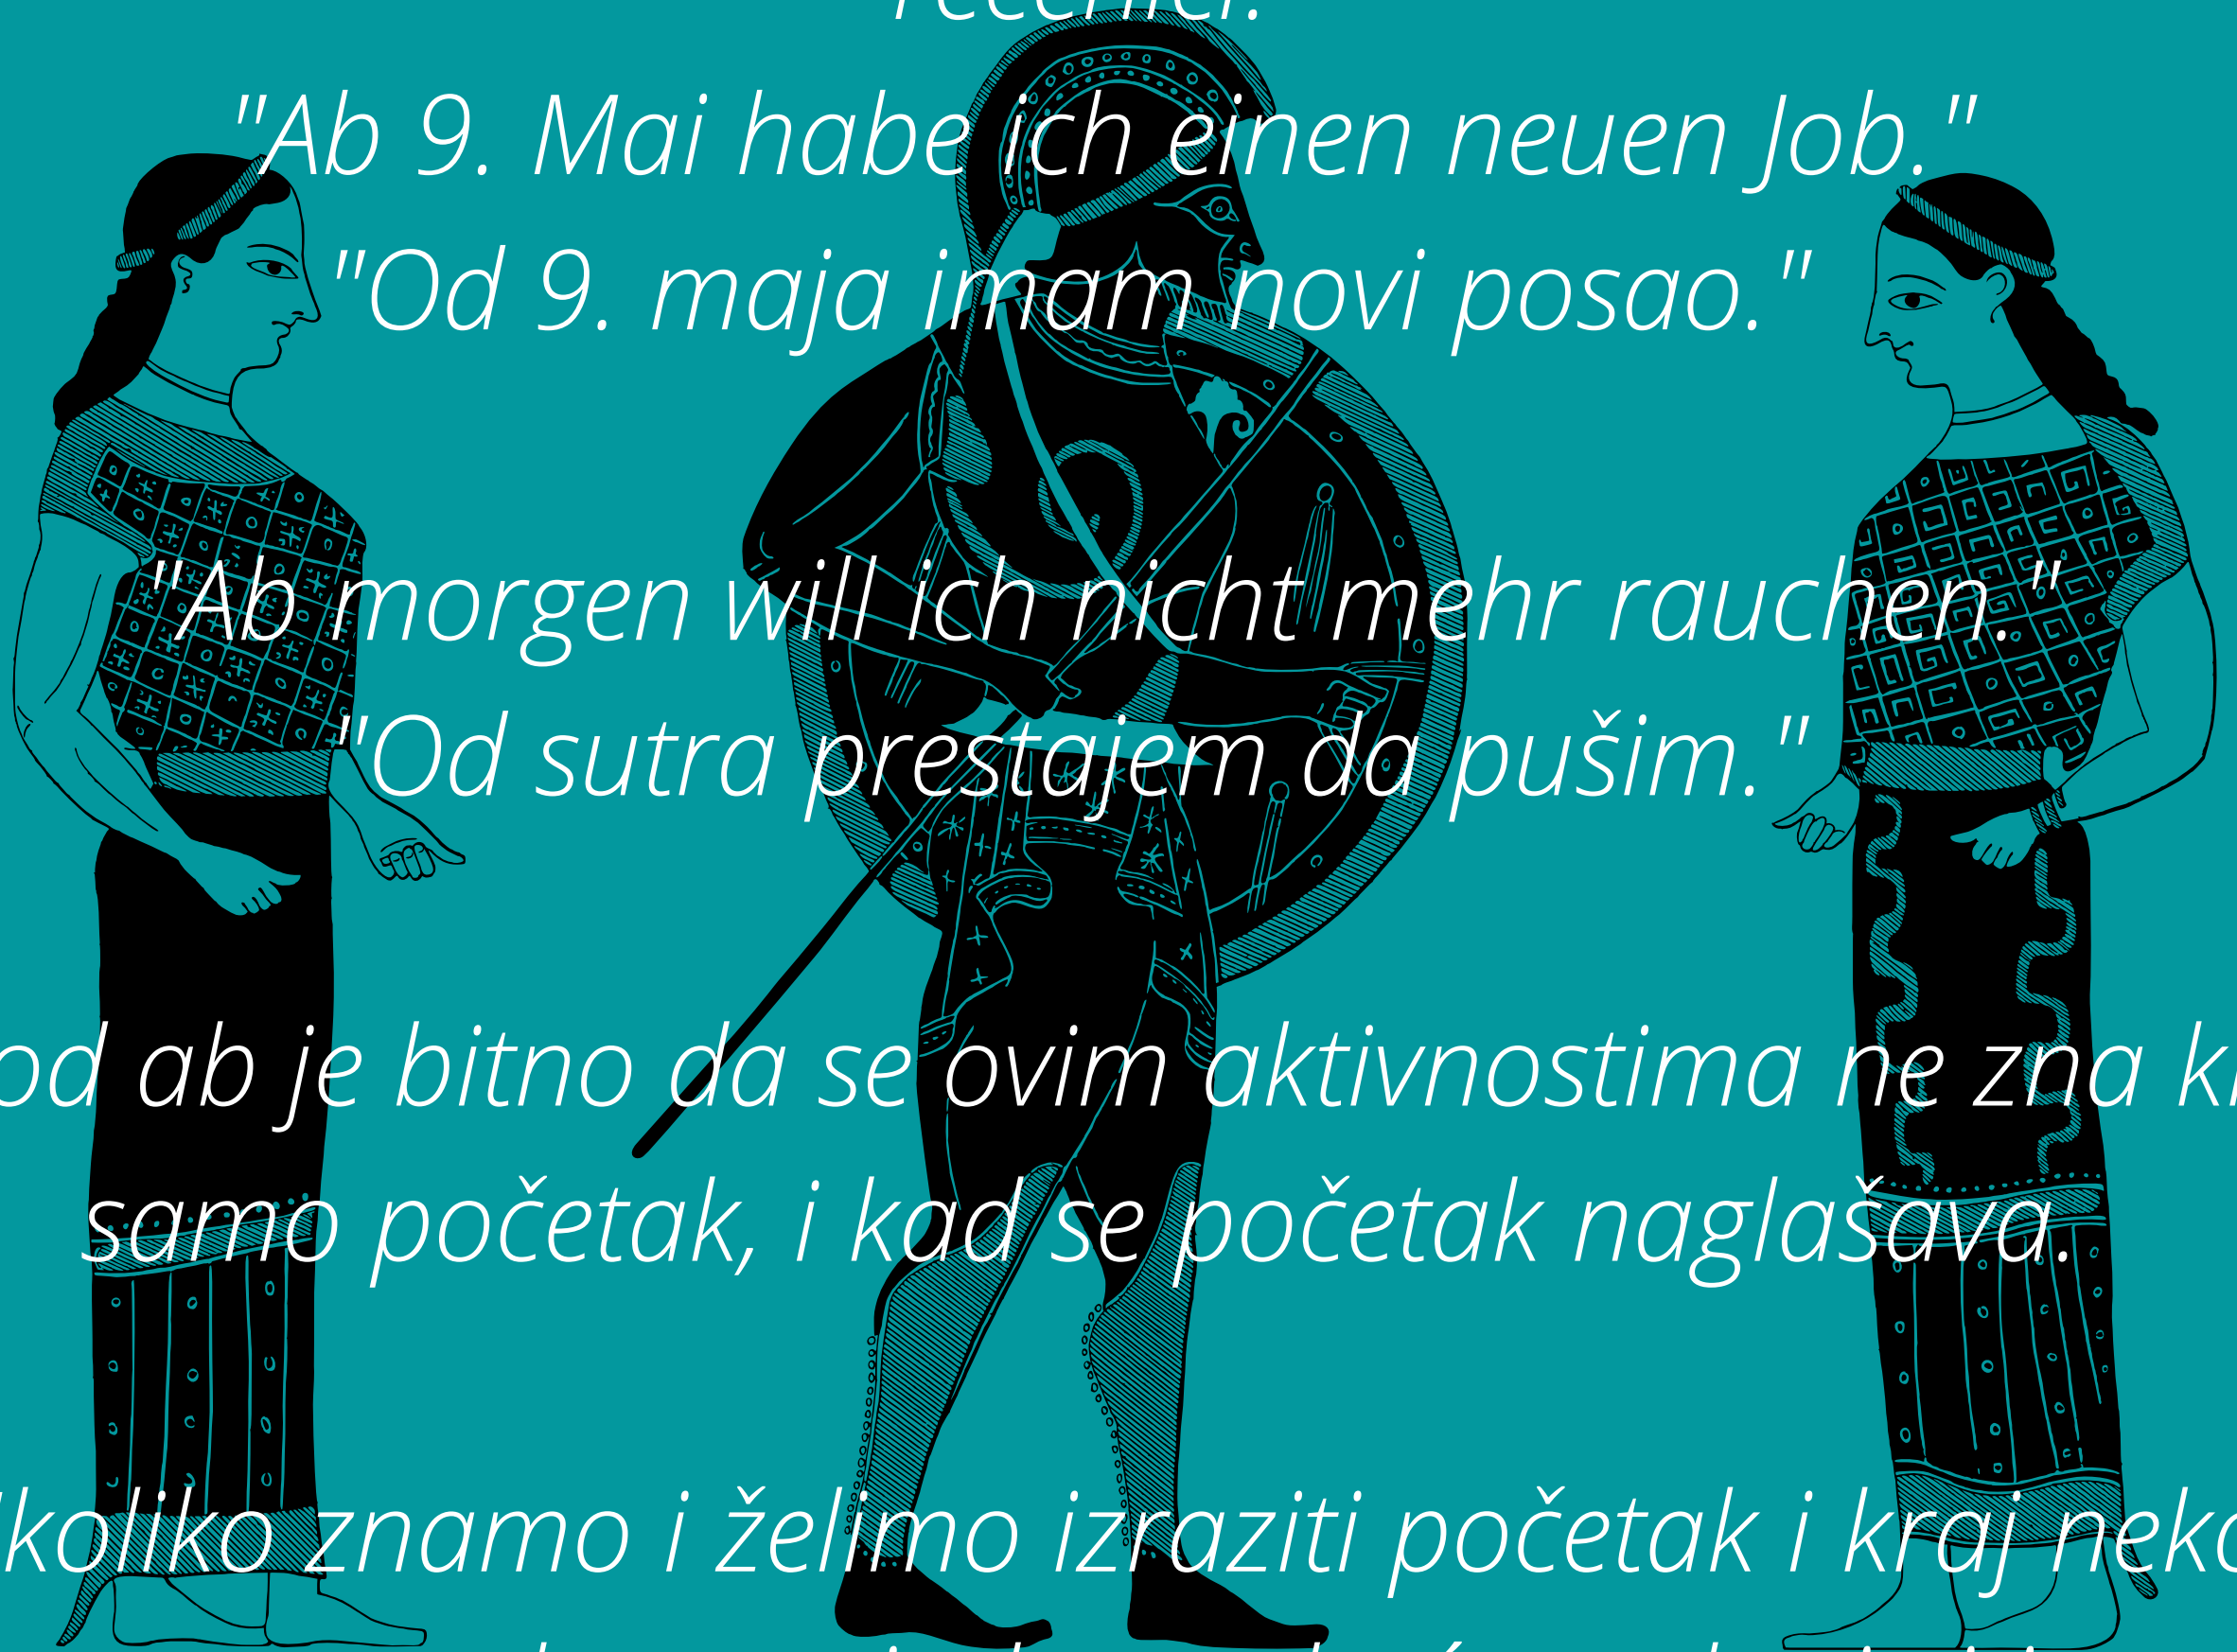 "Ab 9. Mai habe ich einen neuen Job."
"Od 9. maja imam novi posao."
"Ab morgen will ich nicht mehr rauchen."
"Od sutra prestajem da pušim."
od ab je bitno da se ovim aktivnostima ne zna
samo početak, i kad se početak naglašava.
koliko znamo i želimo izraziti početak i kraj